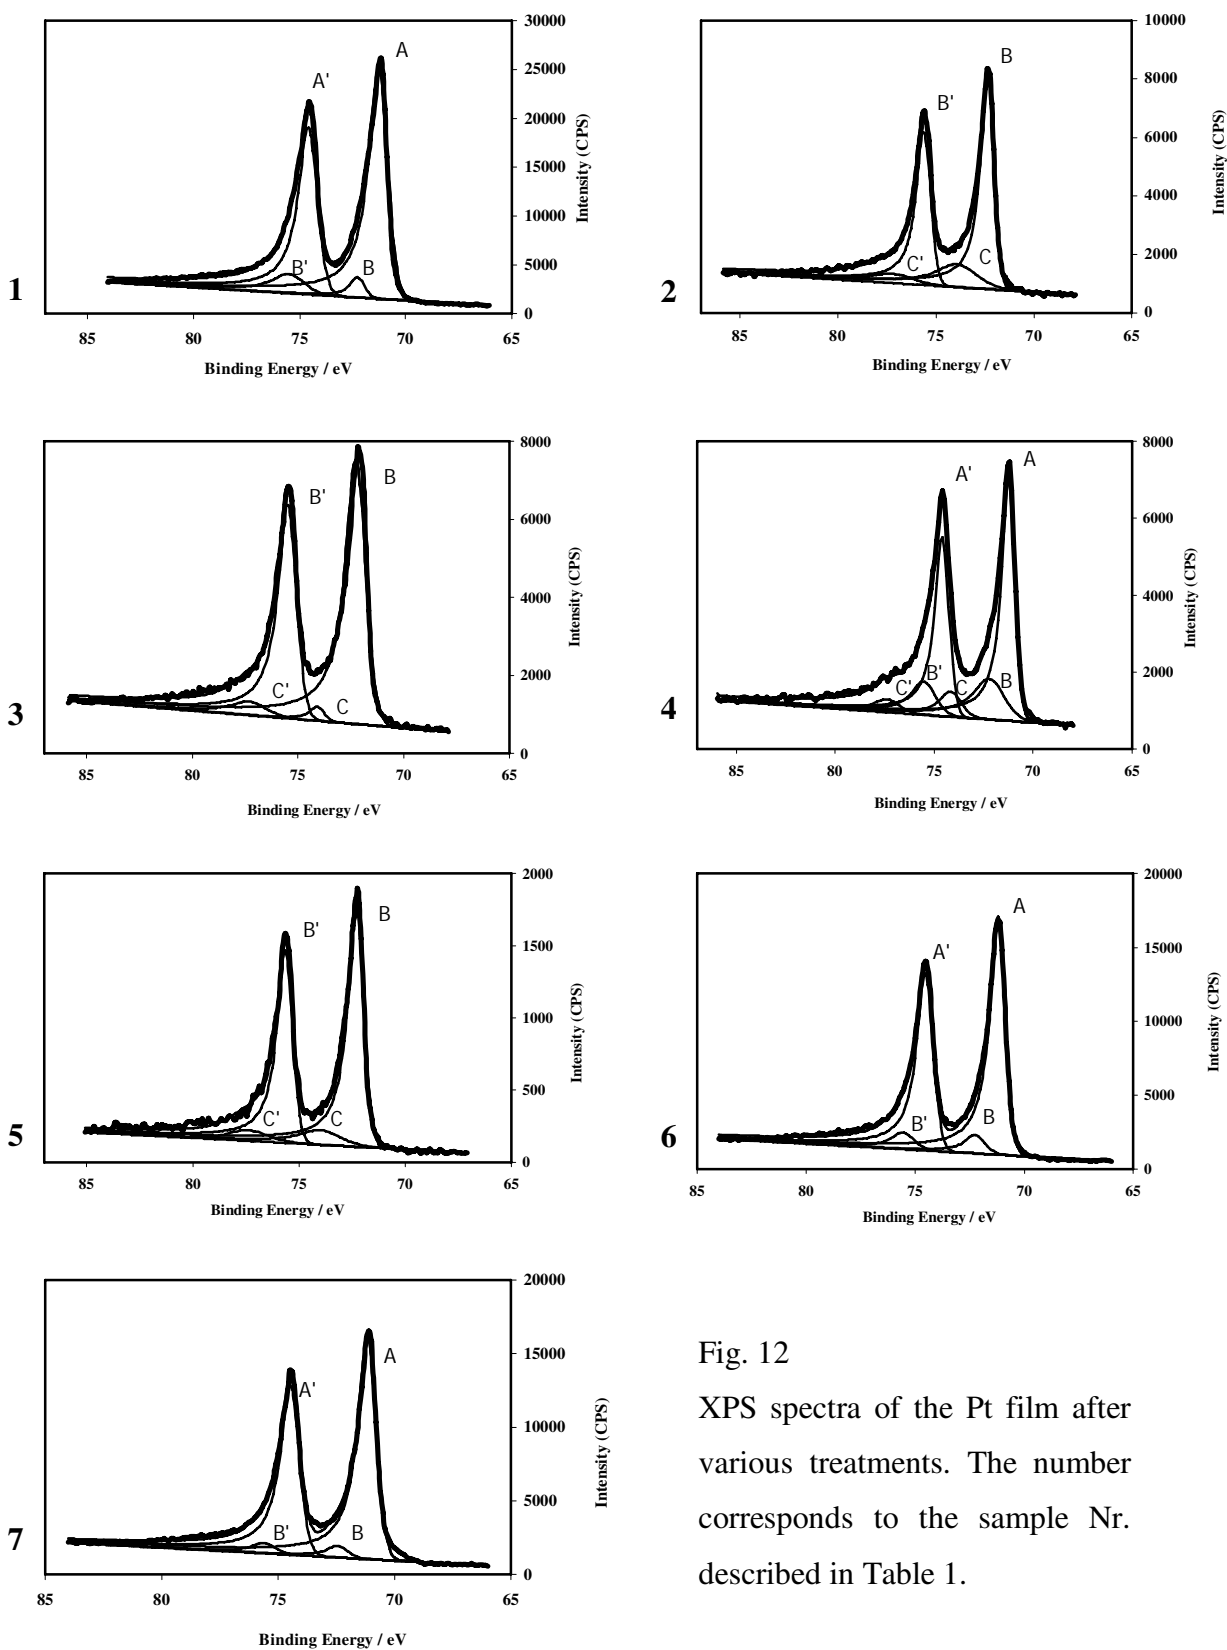 30000
25000
20000
15000
10000
5000
0
Intensity (CPS)
A
A'
B'
B
1
85
80
75
70
65
Binding Energy / eV
10000
8000
6000
4000
2000
0
Intensity (CPS)
B
B'
C'
C
2
85
80
75
70
65
Binding Energy / eV
8000
6000
4000
2000
0
Intensity (CPS)
B
B'
C'
C
3
85
80
75
70
65
Binding Energy / eV
8000
6000
4000
2000
0
Intensity (CPS)
A
A'
C'
B'
C
B
4
85
80
75
70
65
Binding Energy / eV
2000
1500
1000
500
0
Intensity (CPS)
B
B'
C'
C
5
85
80
75
70
65
Binding Energy / eV
20000
15000
10000
5000
0
Intensity (CPS)
A
A'
B'
B
6
85
80
75
70
65
Binding Energy / eV
20000
15000
10000
5000
0
Intensity (CPS)
A
A'
B'
B
7
85
80
75
70
65
Binding Energy / eV
Fig. 12
XPS spectra of the Pt film after
various treatments. The number
corresponds to the sample Nr.
described in Table 1.